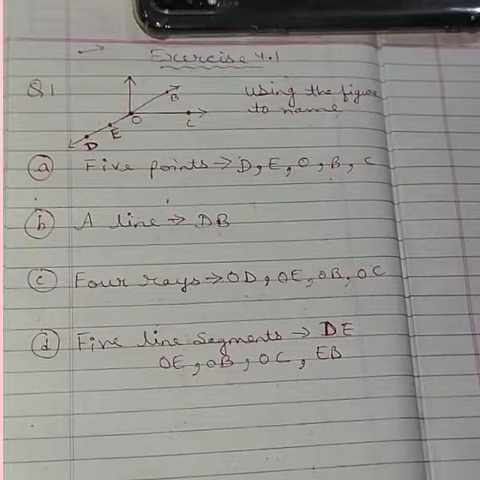 Exercise 4.1
Q1 Using the figure
to name
B
O
C
E
D
(a) Five points → D, E, O, B, C
(b) A line → DB
(c) Four rays → OD, OE, OB, OC
(d) Five line segments → DE
OE, OB, OC, EB